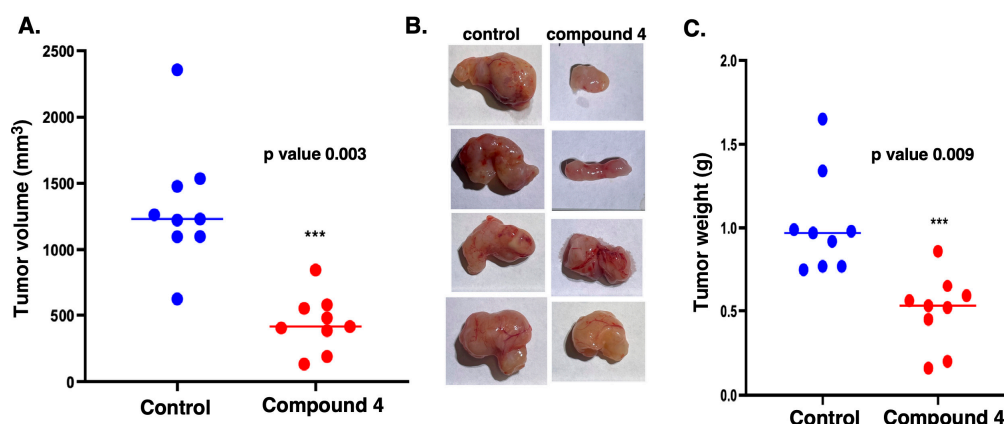 A.
Tumor volume (mm³)
2500
2000
1500
1000
500
0
p value 0.003
***
Control
Compound 4
B.
control
compound 4
C.
Tumor weight (g)
2.0
1.5
1.0
0.5
0.0
p value 0.009
***
Control
Compound 4